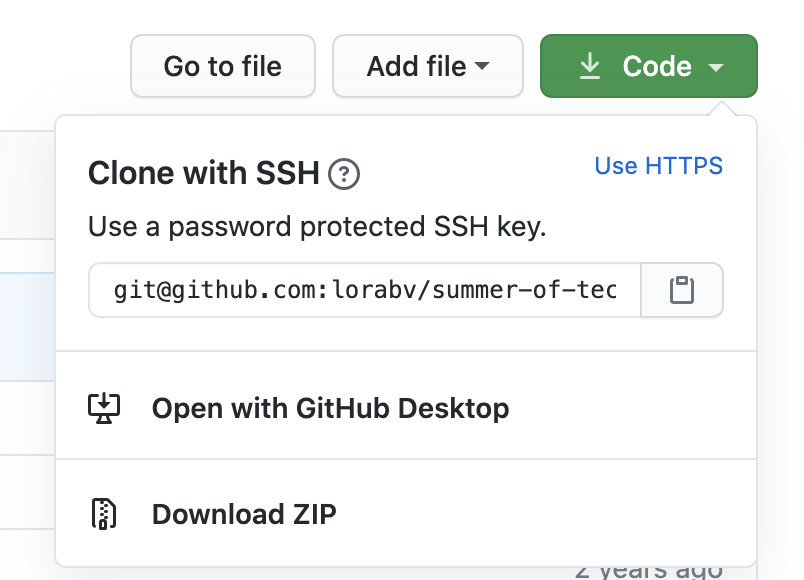 Go to file
Add file
Code
Clone with SSH ?
Use HTTPS
Use a password protected SSH key.
git@github.com:lorabv/summer-of-tec
Open with GitHub Desktop
Download ZIP
2 years ago